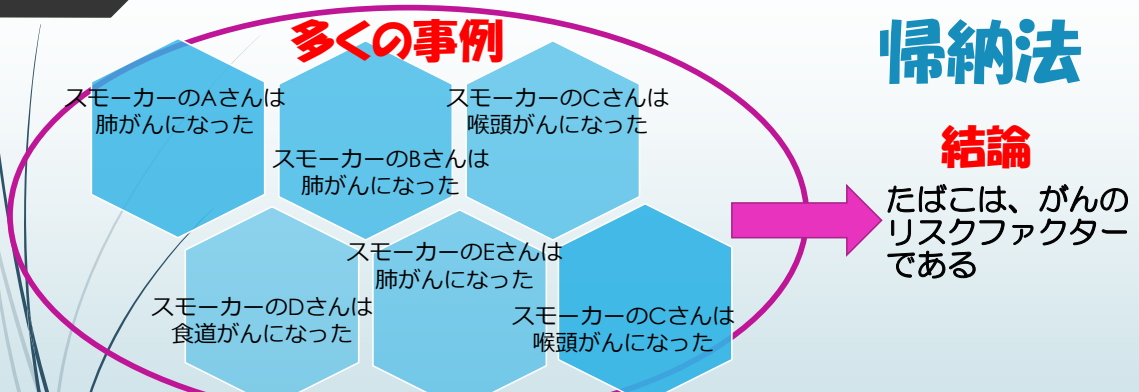 多くの事例
スモーカーのAさんは
肺がんになった
スモーカーのBさんは
肺がんになった
スモーカーのCさんは
喉頭がんになった
スモーカーのDさんは
食道がんになった
スモーカーのEさんは
肺がんになった
スモーカーのCさんは
喉頭がんになった
帰納法
結論
たばこは、がんの
リスクファクター
である